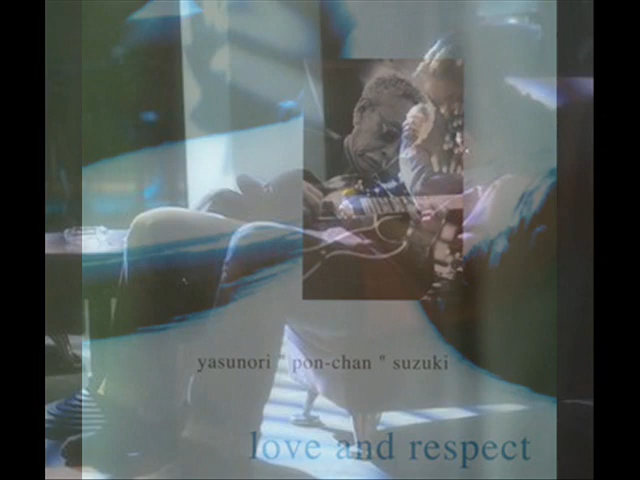 yasunori " pon-chan " suzuki
love and respect